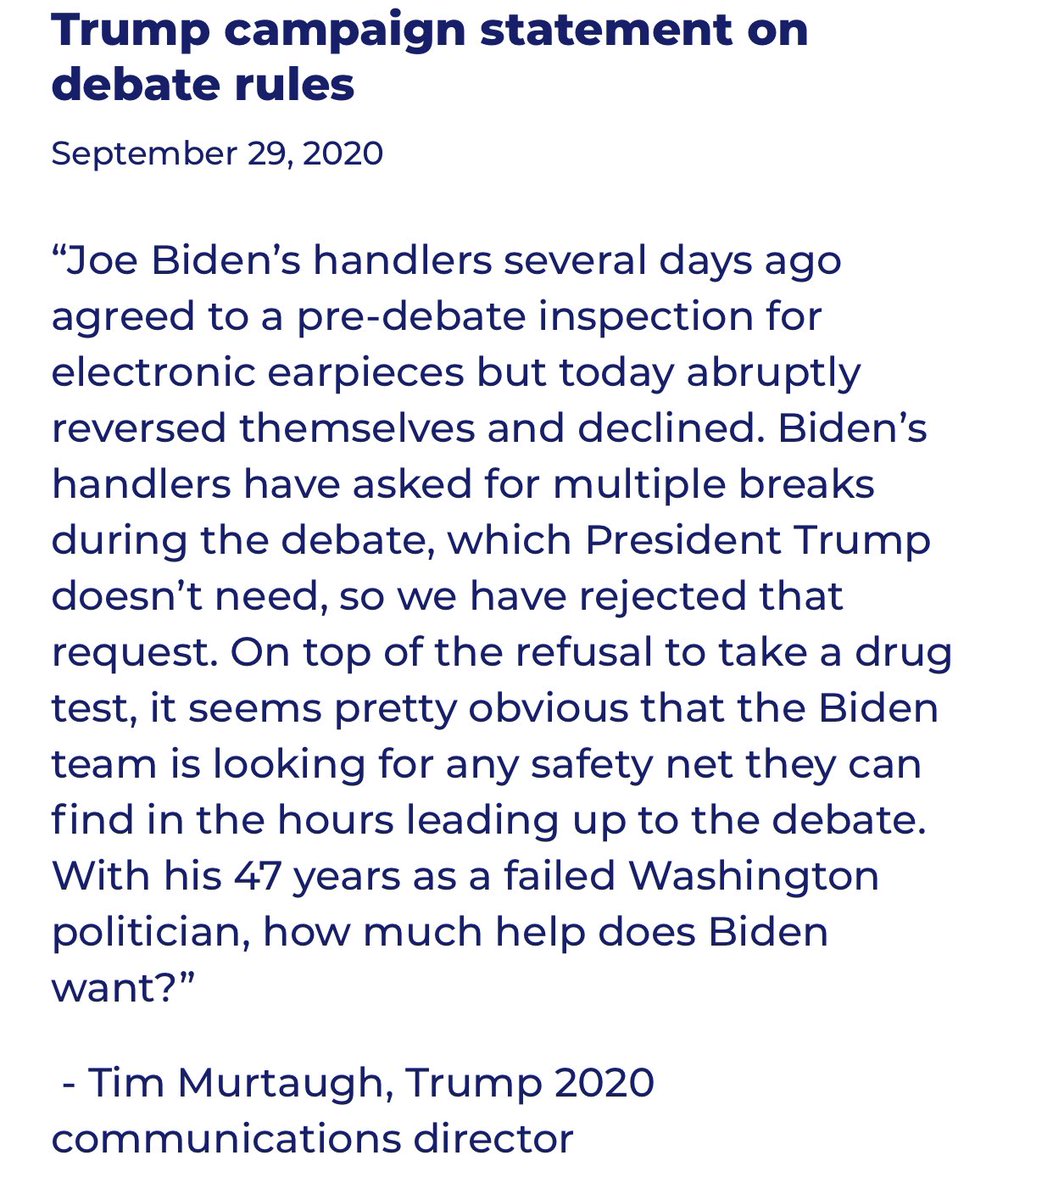 Trump campaign statement on
debate rules
September 29, 2020
“Joe Biden’s handlers several days ago
agreed to a pre-debate inspection for
electronic earpieces but today abruptly
reversed themselves and declined. Biden’s
handlers have asked for multiple breaks
during the debate, which President Trump
doesn’t need, so we have rejected that
request. On top of the refusal to take a drug
test, it seems pretty obvious that the Biden
team is looking for any safety net they can
find in the hours leading up to the debate.
With his 47 years as a failed Washington
politician, how much help does Biden
want?”
- Tim Murtaugh, Trump 2020
communications director